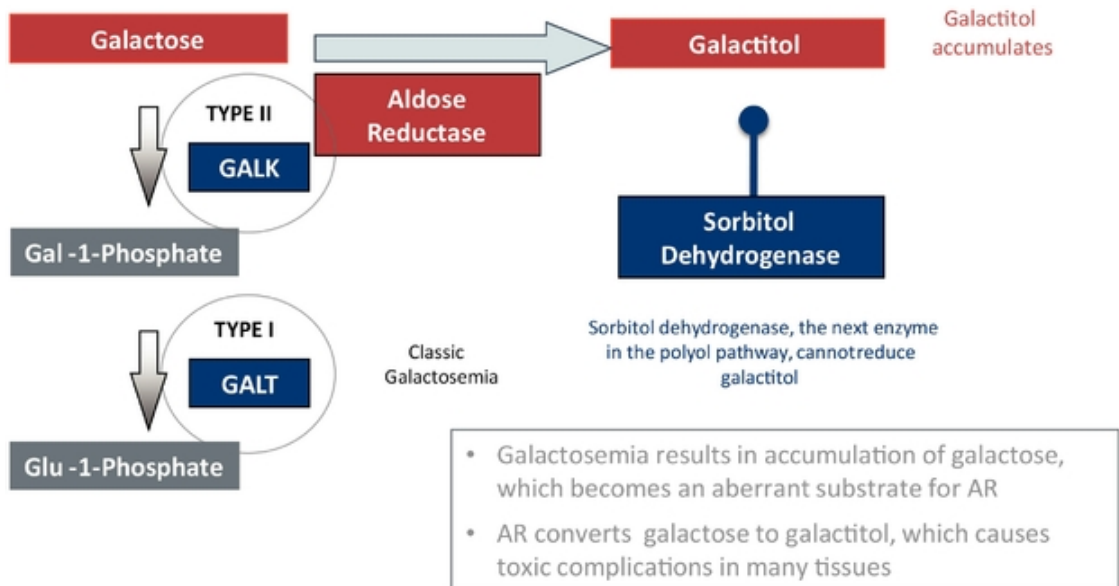 Galactose
Galactitol
Galactitol
accumulates
TYPE II
GALK
Aldose
Reductase
Gal -1-Phosphate
Sorbitol
Dehydrogenase
TYPE I
GALT
Classic
Galactosemia
Sorbitol dehydrogenase, the next enzyme
in the polyol pathway, cannotreduce
galactitol
Glu -1-Phosphate
• Galactosemia results in accumulation of galactose,
which becomes an aberrant substrate for AR
• AR converts galactose to galactitol, which causes
toxic complications in many tissues